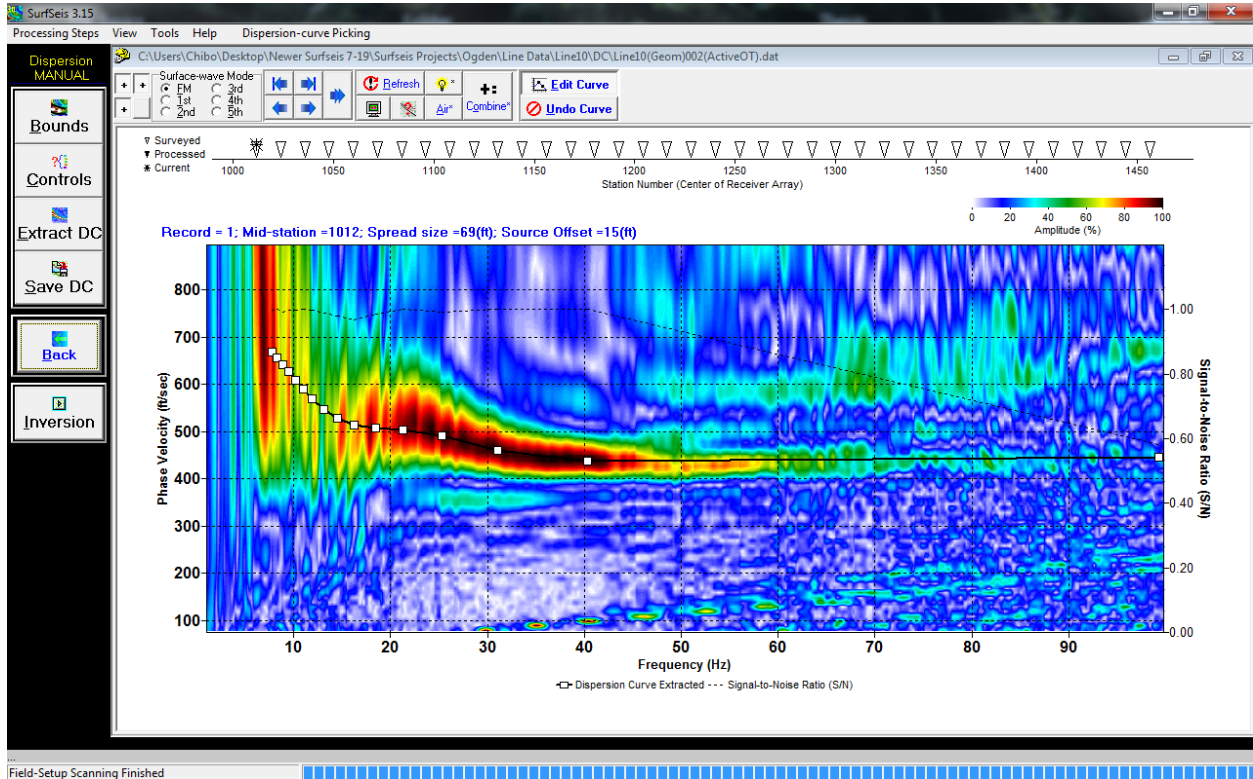 SurfSeis 3.15
Processing Steps View Tools Help Dispersion-curve Picking
Dispersion
MANUAL
Bounds
Controls
Extract DC
Save DC
Back
Inversion
C:\Users\Chibo\Desktop\Newer Surfseis 7-19\Surfseis Projects\Ogden\Line Data\Line10\DC\Line10(Geom)002(ActiveOT).dat
Surface-wave Mode
FM 3rd
1st 4th
2nd 5th
Refresh
Air*
Combine*
Edit Curve
Undo Curve
Surveyed
Processed
Current
1000 1050 1100 1150 1200 1250 1300 1350 1400 1450
Station Number (Center of Receiver Array)
0 20 40 60 80 100
Amplitude (%)
Record = 1; Mid-station =1012; Spread size =69(ft); Source Offset =15(ft)
Phase Velocity (ft/sec)
800
700
600
500
400
300
200
100
1.00
0.80
0.60
0.40
0.20
0.00
Signal-to-Noise Ratio (S/N)
10 20 30 40 50 60 70 80 90
Frequency (Hz)
Dispersion Curve Extracted --- Signal-to-Noise Ratio (S/N)
...
Field-Setup Scanning Finished